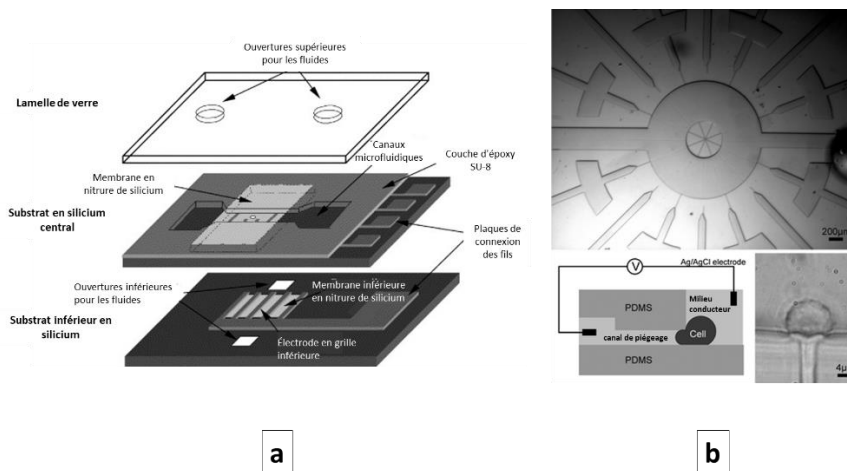 Ouvertures supérieures
pour les fluides
Lamelle de verre
Canaux
microfluidiques
Couche d'époxy
SU-8
Membrane en
nitrure de silicium
Substrat en silicium
central
Plaques de
connexion
des fils
Ouvertures inférieures
pour les fluides
Membrane inférieure
en nitrure de silicium
Substrat inférieur en
silicium
Électrode en grille
inférieure
a
200µm
Ag/AgCl electrode
V
PDMS
Milieu
conducteur
canal de piégeage
Cell
PDMS
4µ
b